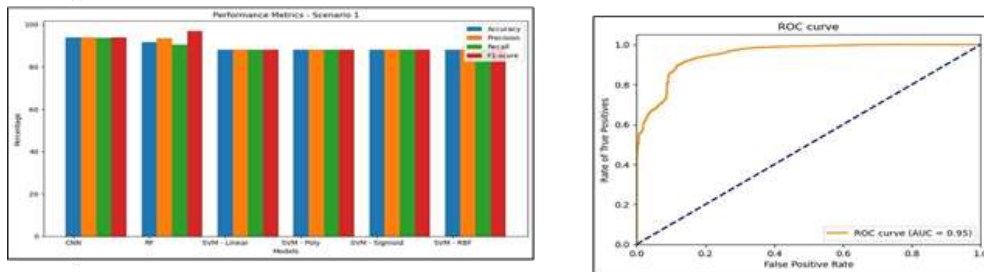 Performance Metrics - Scenario 1
100
80
60
40
20
0
Percentage
Accuracy
Precision
Recall
F1-score
CNN RF SVM - Linear SVM - Poly SVM - Sigmoid SVM - RBF
Models
ROC curve
1.0
0.8
0.6
0.4
0.2
0.0
Rate of True Positives
ROC curve (AUC = 0.95)
0.0 0.2 0.4 0.6 0.8 1.0
False Positive Rate